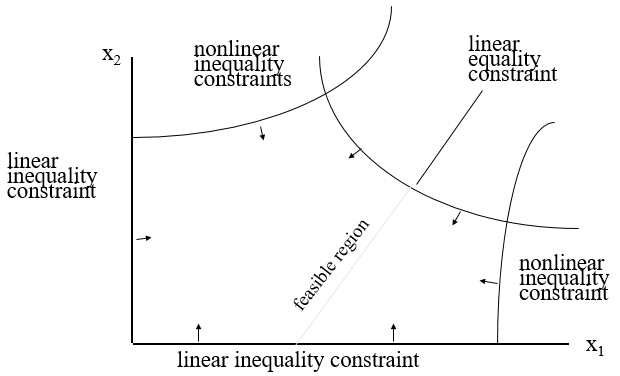 x2
nonlinear
inequality
constraints
linear
equality
constraint
linear
inequality
constraint
feasible region
nonlinear
inequality
constraint
x1
linear inequality constraint